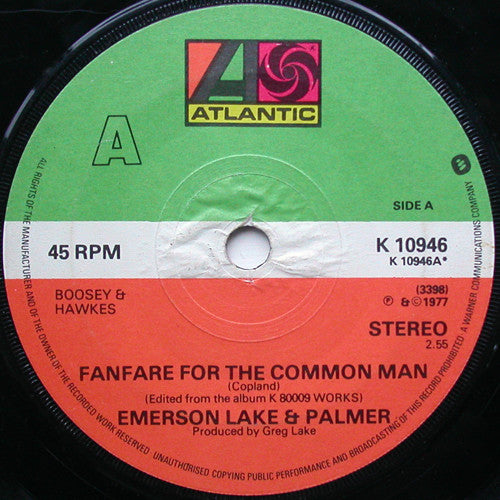 ATLANTIC
A
SIDE A
45 RPM
K 10946
K 10946A*
BOOSEY &
HAWKES
(3398)
Ⓟ & © 1977
STEREO
2.55
FANFARE FOR THE COMMON MAN
(Copland)
(Edited from the album K 80009 WORKS)
EMERSON LAKE & PALMER
Produced by Greg Lake
ALL RIGHTS OF THE MANUFACTURER AND OF THE OWNER OF THE RECORDED WORK RESERVED. UNAUTHORISED COPYING PUBLIC PERFORMANCE AND BROADCASTING OF THIS RECORD PROHIBITED. A WARNER COMMUNICATIONS COMPANY